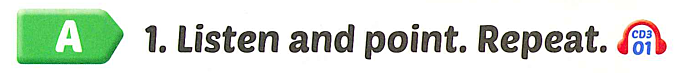 A 1. Listen and point. Repeat. CD3 01